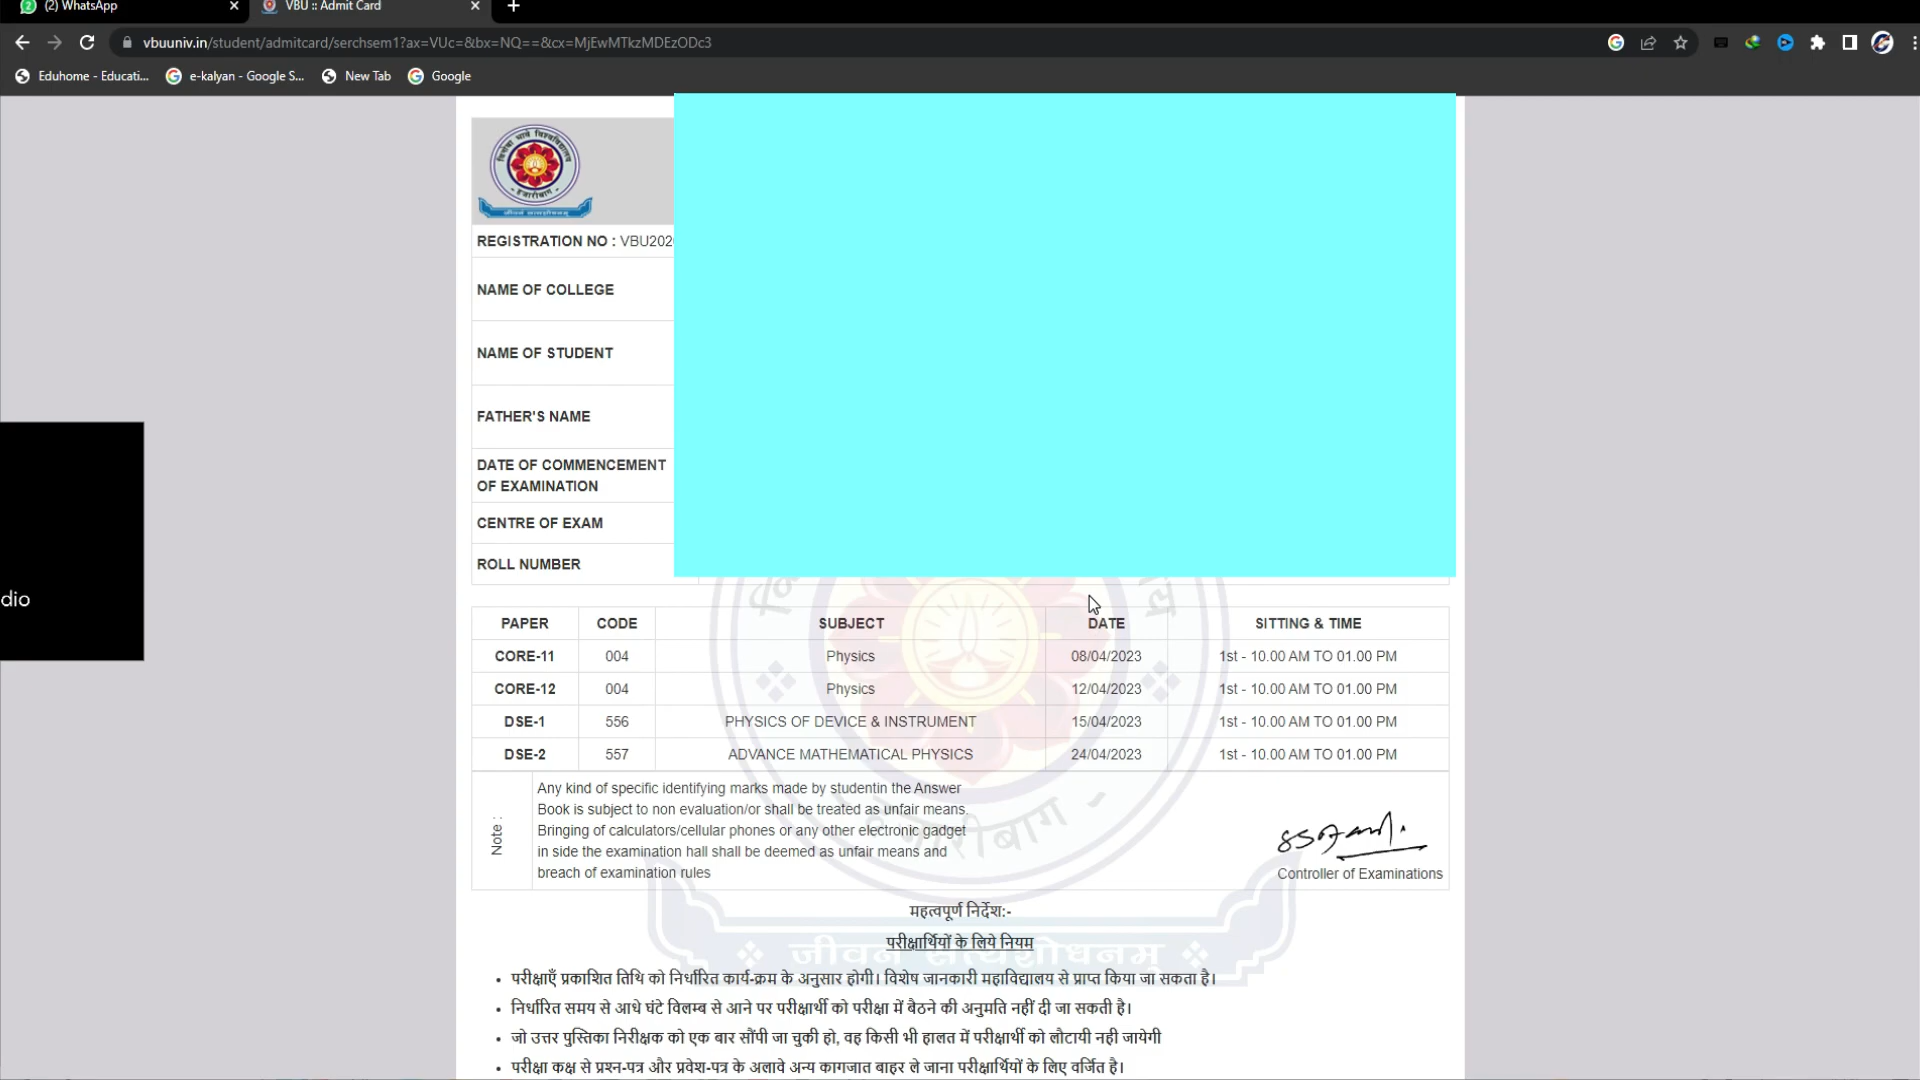 (2) WhatsApp
VBU :: Admit Card
vbuuniv.in/student/admitcard/serchsem1?ax=VUc=&bx=NQ==&cx=MjEwMTkzMDEzODc3
Eduhome - Educati...
e-kalyan - Google S...
New Tab
Google
विनोबा भावे विश्वविद्यालय
हजारीबाग
REGISTRATION NO : VBU202
NAME OF COLLEGE
NAME OF STUDENT
FATHER'S NAME
DATE OF COMMENCEMENT
OF EXAMINATION
CENTRE OF EXAM
ROLL NUMBER
dio
PAPER CODE SUBJECT DATE SITTING & TIME
CORE-11 004 Physics 08/04/2023 1st - 10.00 AM TO 01.00 PM
CORE-12 004 Physics 12/04/2023 1st - 10.00 AM TO 01.00 PM
DSE-1 556 PHYSICS OF DEVICE & INSTRUMENT 15/04/2023 1st - 10.00 AM TO 01.00 PM
DSE-2 557 ADVANCE MATHEMATICAL PHYSICS 24/04/2023 1st - 10.00 AM TO 01.00 PM
Note :
Any kind of specific identifying marks made by studentin the Answer
Book is subject to non evaluation/or shall be treated as unfair means.
Bringing of calculators/cellular phones or any other electronic gadget
in side the examination hall shall be deemed as unfair means and
breach of examination rules
Controller of Examinations
हजारीबाग
महत्वपूर्ण निर्देश:-
परीक्षार्थियों के लिये नियम
जीवन सत्यशोधनम्
• परीक्षाएँ प्रकाशित तिथि को निर्धारित कार्य-क्रम के अनुसार होगी। विशेष जानकारी महाविद्यालय से प्राप्त किया जा सकता है।
• निर्धारित समय से आधे घंटे विलम्ब से आने पर परीक्षार्थी को परीक्षा में बैठने की अनुमति नहीं दी जा सकती है।
• जो उत्तर पुस्तिका निरीक्षक को एक बार सौंपी जा चुकी हो, वह किसी भी हालत में परीक्षार्थी को लौटायी नही जायेगी
• परीक्षा कक्ष से प्रश्न-पत्र और प्रवेश-पत्र के अलावे अन्य कागजात बाहर ले जाना परीक्षार्थियों के लिए वर्जित है।